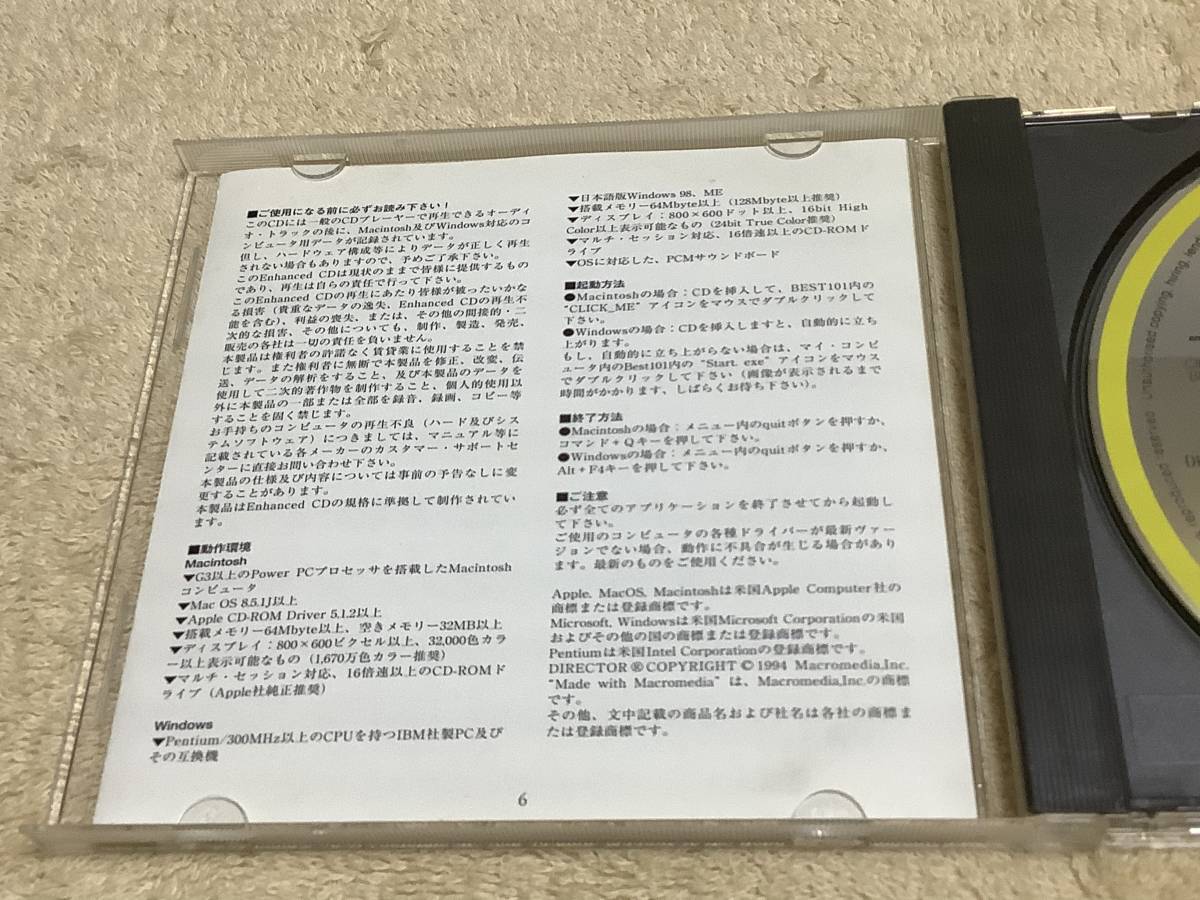 ■ご使用になる前に必ずお読み下さい！
このCDには一般のCDプレーヤーで再生できるオーディ
オ・トラックの後に、Macintosh及びWindows対応のコ
ンピュータ用データが記録されています。
但し、ハードウェア構成等によりデータが正しく再生
されない場合もありますので、予めご了承下さい。
このEnhanced CDは現状のままで皆様に提供するもの
であり、再生は自らの責任で行って下さい。
このEnhanced CDの再生にあたり皆様が被ったいかな
る損害（貴重なデータの逸失、Enhanced CDの再生不
能を含む）、利益の喪失、または、その他の間接的・二
次的な損害、その他についても、制作、製造、発売、
販売の各社は一切の責任を負いません。
本製品は権利者の許諾なく賃貸業に使用することを禁
じます。また権利者に無断で本製品を修正、改変、伝
送、データの解析をすること、及び本製品のデータを
使用して二次的著作物を制作すること、個人的使用以
外に本製品の一部または全部を録音、録画、コピー等
することを固く禁じます。
お手持ちのコンピュータの再生不良（ハード及びシス
テムソフトウェア）につきましては、マニュアル等に
記載されている各メーカーのカスタマー・サポートセ
ンターに直接お問い合わせ下さい。
本製品の仕様及び内容については事前の予告なしに変
更することがあります。
本製品はEnhanced CDの規格に準拠して制作されてい
ます。
■動作環境
Macintosh
▼G3以上のPower PCプロセッサを搭載したMacintosh
コンピュータ
▼Mac OS 8.5.1J以上
▼Apple CD-ROM Driver 5.1.2以上
▼搭載メモリー64Mbyte以上、空きメモリー32MB以上
▼ディスプレイ：800×600ピクセル以上、32,000色カラ
ー以上表示可能なもの（1,670万色カラー推奨）
▼マルチ・セッション対応、16倍速以上のCD-ROMド
ライブ（Apple社純正推奨）
Windows
▼Pentium/300MHz以上のCPUを持つIBM社製PC及び
その互換機
▼日本語版Windows 98、ME
▼搭載メモリー64Mbyte以上（128Mbyte以上推奨）
▼ディスプレイ：800×600ドット以上、16bit High
Color以上表示可能なもの（24bit True Color推奨）
▼マルチ・セッション対応、16倍速以上のCD-ROMド
ライブ
▼OSに対応した、PCMサウンドボード
■起動方法
●Macintoshの場合：CDを挿入して、BEST101内の
"CLICK_ME" アイコンをマウスでダブルクリックして
下さい。
●Windowsの場合：CDを挿入しますと、自動的に立ち
上がります。
もし、自動的に立ち上がらない場合は、マイ・コンピ
ュータ内のBest101内の "Start. exe" アイコンをマウス
でダブルクリックして下さい（画像が表示されるまで
時間がかかります、しばらくお待ち下さい）。
■終了方法
●Macintoshの場合：メニュー内のquitボタンを押すか、
コマンド+Qキーを押して下さい。
●Windowsの場合：メニュー内のquitボタンを押すか、
Alt+F4キーを押して下さい。
■ご注意
必ず全てのアプリケーションを終了させてから起動し
て下さい。
ご使用のコンピュータの各種ドライバーが最新ヴァー
ジョンでない場合、動作に不具合が生じる場合があり
ます。最新のものをご使用ください。
Apple, MacOS, Macintoshは米国Apple Computer社の
商標または登録商標です。
Microsoft, Windowsは米国Microsoft Corporationの米国
およびその他の国の商標または登録商標です。
Pentiumは米国Intel Corporationの登録商標です。
DIRECTOR ® COPYRIGHT © 1994 Macromedia,Inc.
"Made with Macromedia" は、Macromedia,Inc.の商標
です。
その他、文中記載の商品名および社名は各社の商標ま
たは登録商標です。
6
reserved Unauthorised copying, hiring,